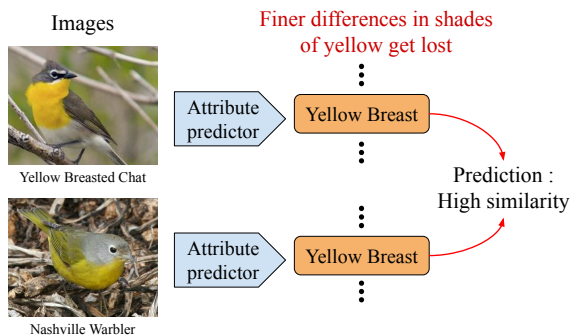 Images
Finer differences in shades
of yellow get lost
Attribute
predictor
Yellow Breast
Yellow Breasted Chat
Prediction :
High similarity
Attribute
predictor
Yellow Breast
Nashville Warbler